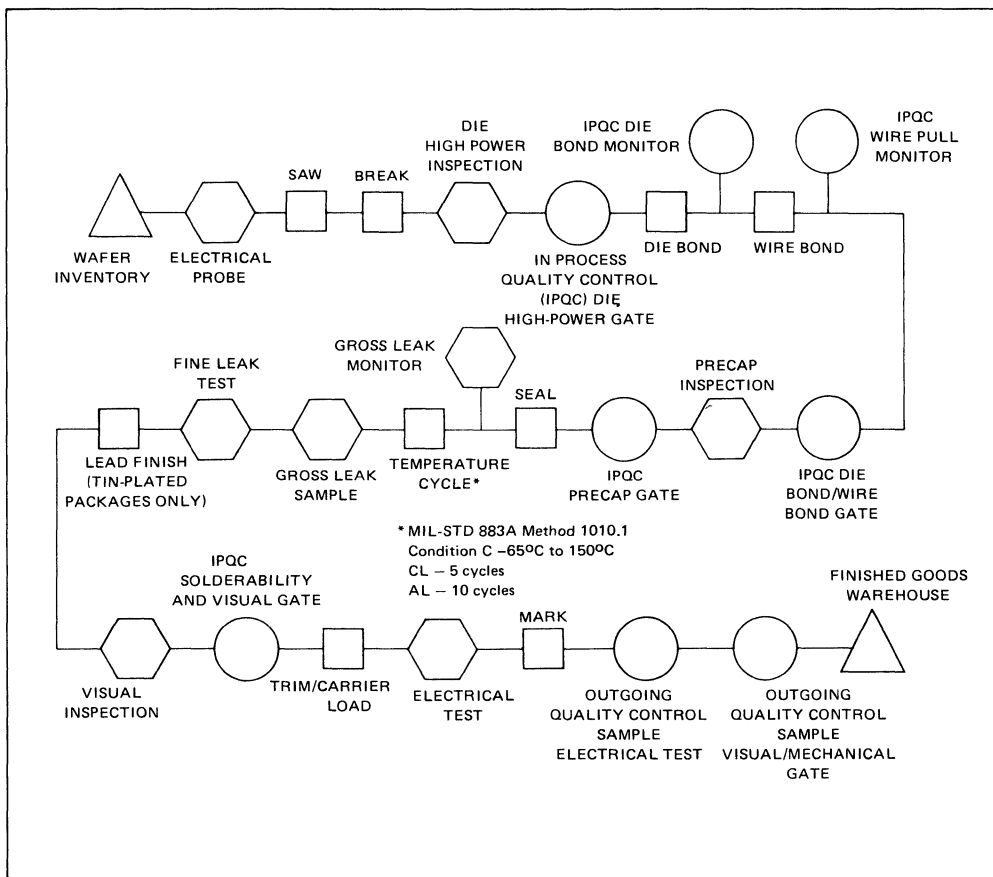 DIE
HIGH POWER
INSPECTION
IPQC DIE
BOND MONITOR
IPQC
WIRE PULL
MONITOR
SAW
BREAK
WAFER
INVENTORY
ELECTRICAL
PROBE
IN PROCESS
QUALITY CONTROL
(IPQC) DIE
HIGH-POWER GATE
DIE BOND
WIRE BOND
FINE LEAK
TEST
GROSS LEAK
MONITOR
SEAL
PRECAP
INSPECTION
LEAD FINISH
(TIN-PLATED
PACKAGES ONLY)
GROSS LEAK
SAMPLE
TEMPERATURE
CYCLE*
IPQC
PRECAP GATE
IPQC DIE
BOND/WIRE
BOND GATE
* MIL-STD 883A Method 1010.1
Condition C –65ºC to 150ºC
CL – 5 cycles
AL – 10 cycles
IPQC
SOLDERABILITY
AND VISUAL GATE
MARK
FINISHED GOODS
WAREHOUSE
VISUAL
INSPECTION
TRIM/CARRIER
LOAD
ELECTRICAL
TEST
OUTGOING
QUALITY CONTROL
SAMPLE
ELECTRICAL TEST
OUTGOING
QUALITY CONTROL
SAMPLE
VISUAL/MECHANICAL
GATE